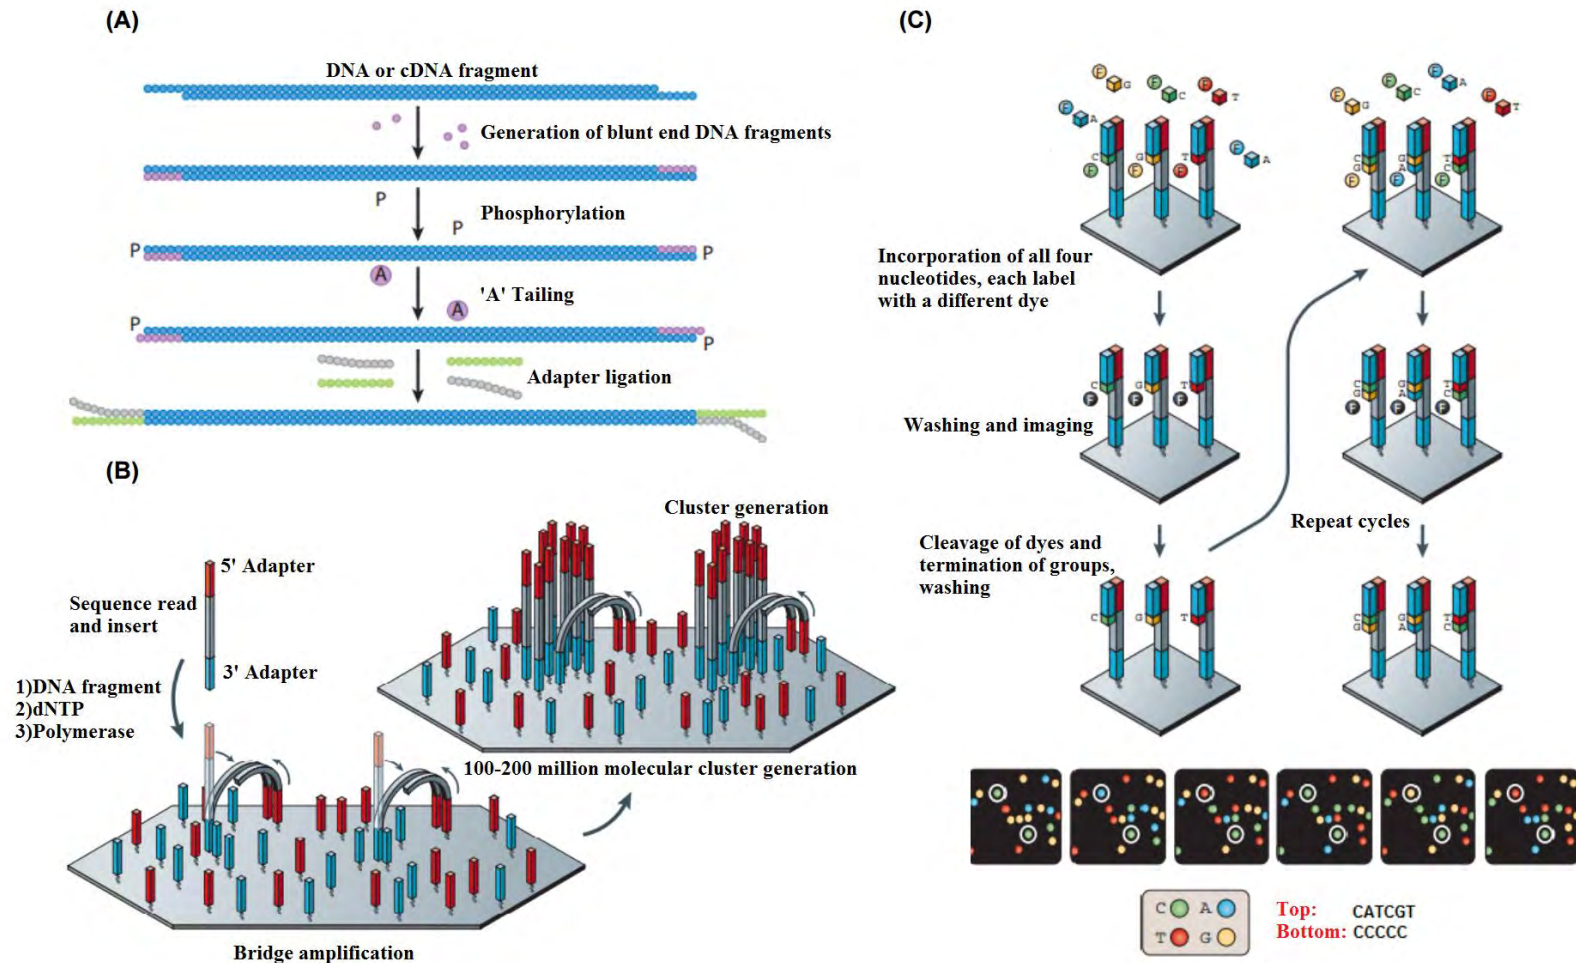 (A)
DNA or cDNA fragment
Generation of blunt end DNA fragments
P
Phosphorylation
P
P
P
A
'A' Tailing
A
P
P
Adapter ligation
(B)
Cluster generation
5' Adapter
Sequence read
and insert
3' Adapter
1)DNA fragment
2)dNTP
3)Polymerase
100-200 million molecular cluster generation
Bridge amplification
(C)
F G F C F T
F A
C G T
F F F
F A
Incorporation of all four
nucleotides, each label
with a different dye
C G T
F F F
Washing and imaging
Cleavage of dyes and
termination of groups,
washing
C G T
F G F C F A F T
C G T
G A C
F F F
C G T
G A C
F F F
Repeat cycles
C G T
G A C
C A
T G
Top: CATCGT
Bottom: CCCCC